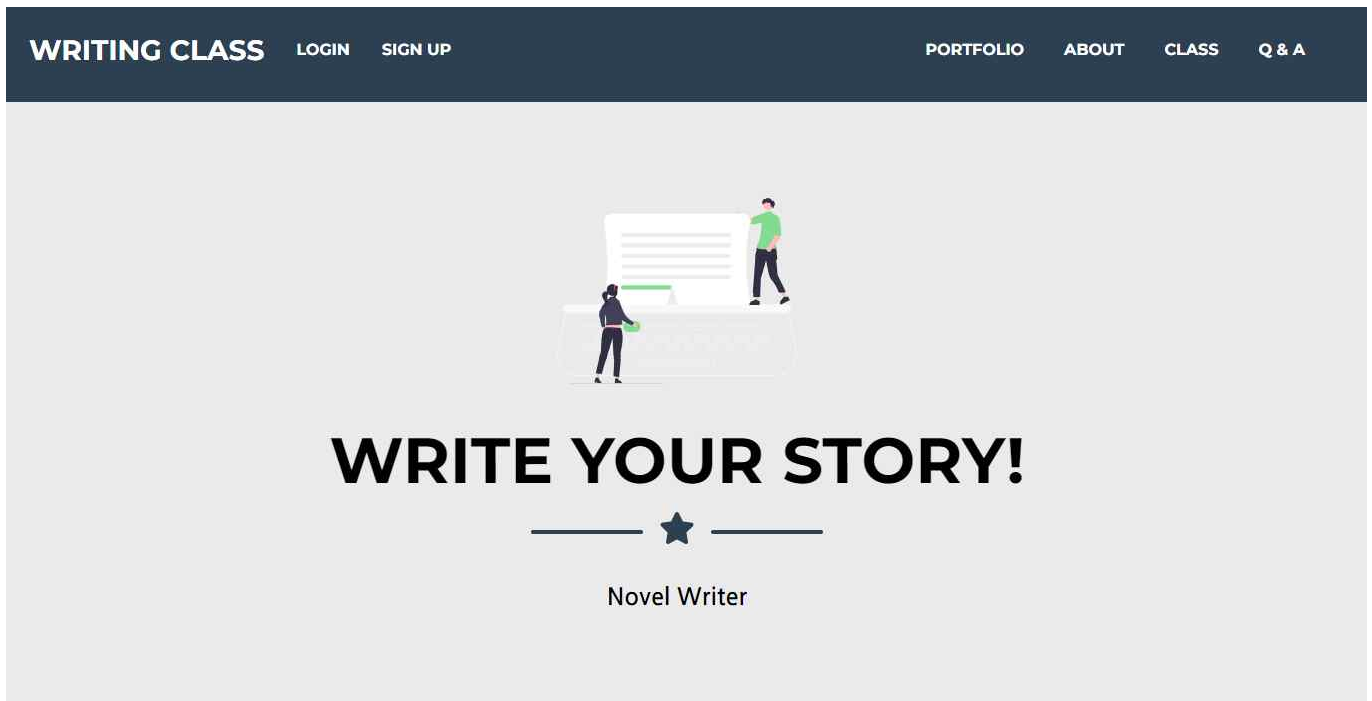 WRITING CLASS LOGIN SIGN UP PORTFOLIO ABOUT CLASS Q & A
WRITE YOUR STORY!
Novel Writer